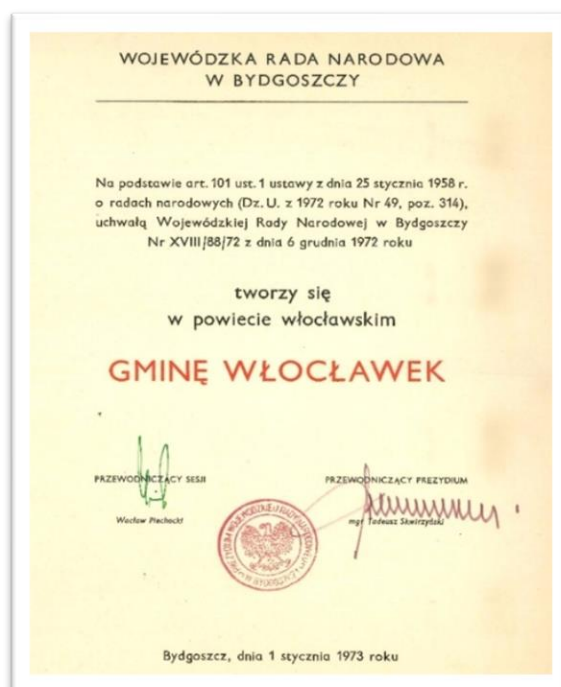 WOJEWÓDZKA RADA NARODOWA
W BYDGOSZCZY
Na podstawie art. 101 ust. 1 ustawy z dnia 25 stycznia 1958 r.
o radach narodowych (Dz. U. z 1972 roku Nr 49, poz. 314),
uchwałą Wojewódzkiej Rady Narodowej w Bydgoszczy
Nr XVIII/88/72 z dnia 6 grudnia 1972 roku
tworzy się
w powiecie włocławskim
GMINĘ WŁOCŁAWEK
PRZEWODNICZĄCY SESJI
Wacław Piechocki
PRZEWODNICZĄCY PREZYDIUM
mgr Tadeusz Skwirzyński
Bydgoszcz, dnia 1 stycznia 1973 roku